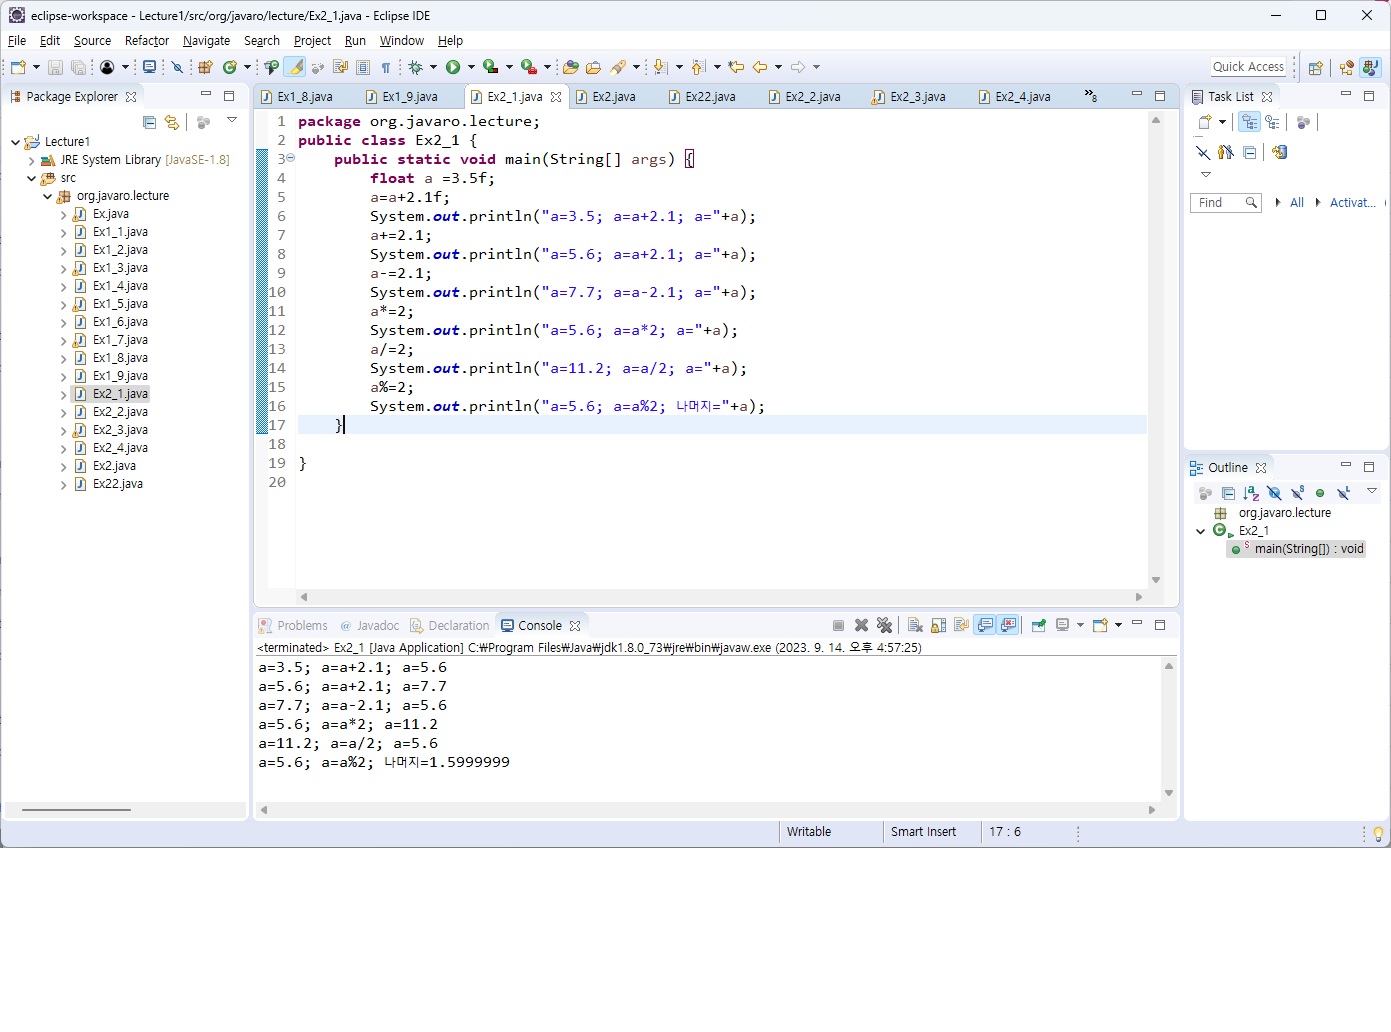 eclipse-workspace - Lecture1/src/org/javaro/lecture/Ex2_1.java - Eclipse IDE
File Edit Source Refactor Navigate Search Project Run Window Help
Quick Access
Package Explorer
Lecture1
JRE System Library [JavaSE-1.8]
src
org.javaro.lecture
Ex.java
Ex1_1.java
Ex1_2.java
Ex1_3.java
Ex1_4.java
Ex1_5.java
Ex1_6.java
Ex1_7.java
Ex1_8.java
Ex1_9.java
Ex2_1.java
Ex2_2.java
Ex2_3.java
Ex2_4.java
Ex2.java
Ex22.java
Ex1_8.java Ex1_9.java Ex2_1.java Ex2.java Ex22.java Ex2_2.java Ex2_3.java Ex2_4.java »8
1 package org.javaro.lecture;
2 public class Ex2_1 {
3 public static void main(String[] args) {
4 float a =3.5f;
5 a=a+2.1f;
6 System.out.println("a=3.5; a=a+2.1; a="+a);
7 a+=2.1;
8 System.out.println("a=5.6; a=a+2.1; a="+a);
9 a-=2.1;
10 System.out.println("a=7.7; a=a-2.1; a="+a);
11 a*=2;
12 System.out.println("a=5.6; a=a*2; a="+a);
13 a/=2;
14 System.out.println("a=11.2; a=a/2; a="+a);
15 a%=2;
16 System.out.println("a=5.6; a=a%2; 나머지="+a);
17 }
18
19 }
20
Problems @ Javadoc Declaration Console
<terminated> Ex2_1 [Java Application] C:₩Program Files₩Java₩jdk1.8.0_73₩jre₩bin₩javaw.exe (2023. 9. 14. 오후 4:57:25)
a=3.5; a=a+2.1; a=5.6
a=5.6; a=a+2.1; a=7.7
a=7.7; a=a-2.1; a=5.6
a=5.6; a=a*2; a=11.2
a=11.2; a=a/2; a=5.6
a=5.6; a=a%2; 나머지=1.5999999
Task List
Find All Activat...
Outline
org.javaro.lecture
Ex2_1
main(String[]) : void
Writable Smart Insert 17 : 6